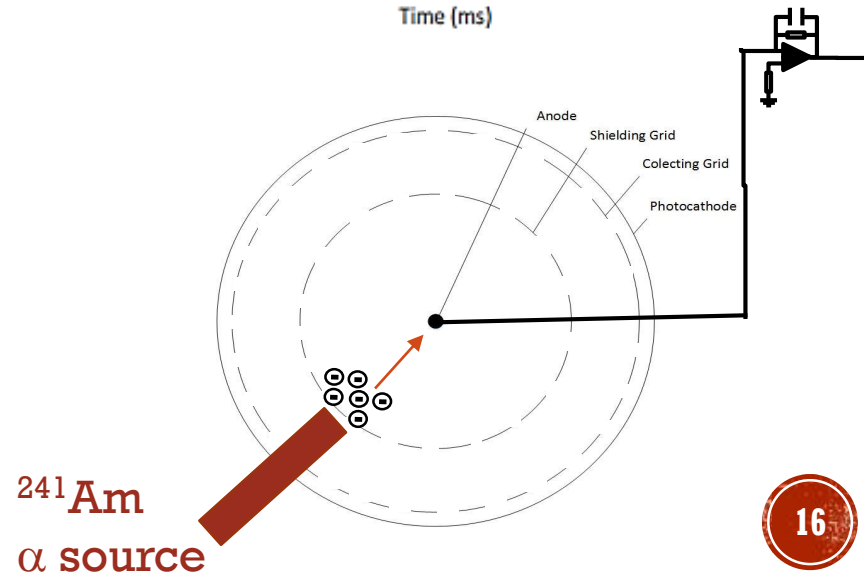 Time (ms)
Anode
Shielding Grid
Colecting Grid
Photocathode
²⁴¹Am
α source
16